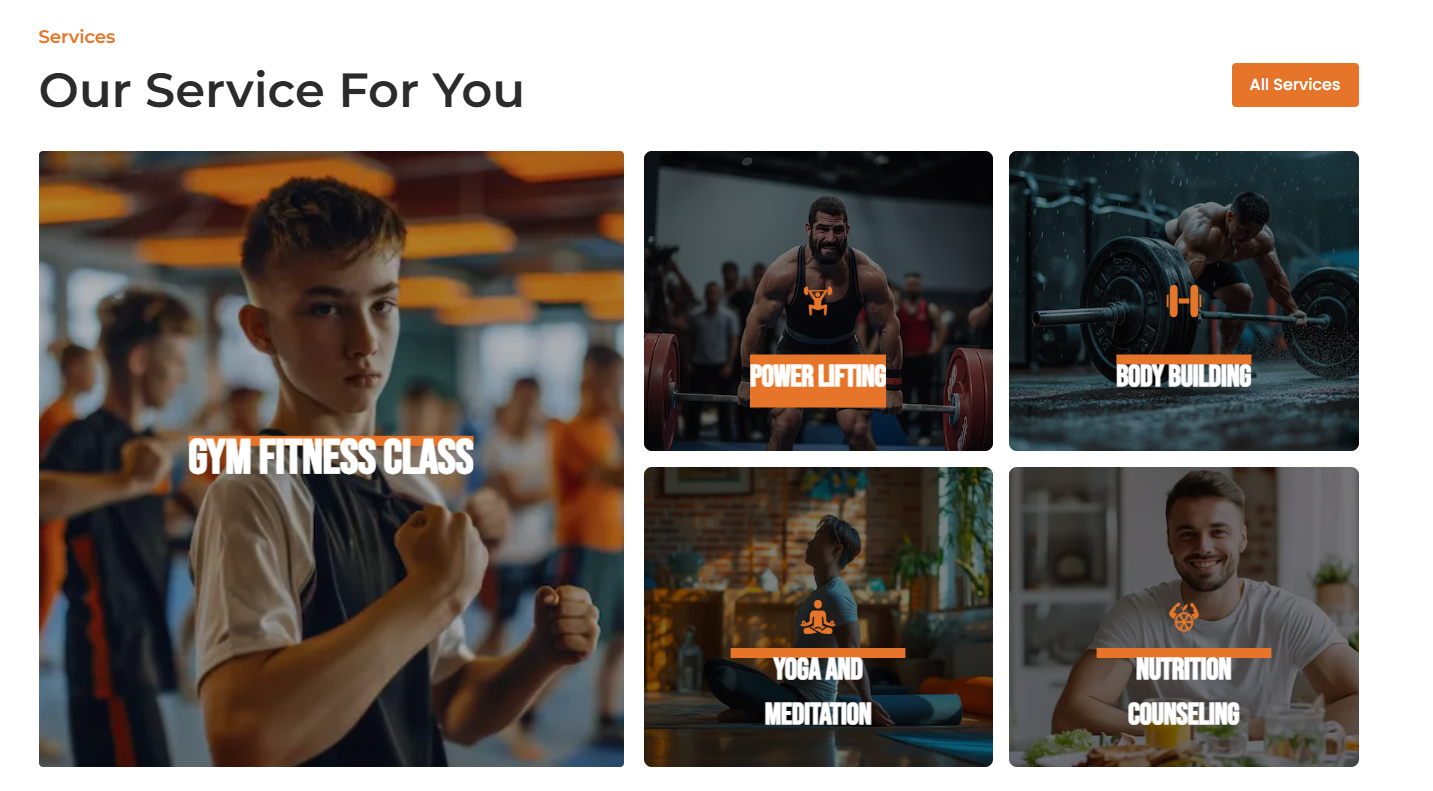 Services
Our Service For You
All Services
GYM FITNESS CLASS
POWER LIFTING
BODY BUILDING
YOGA AND
MEDITATION
NUTRITION
COUNSELING